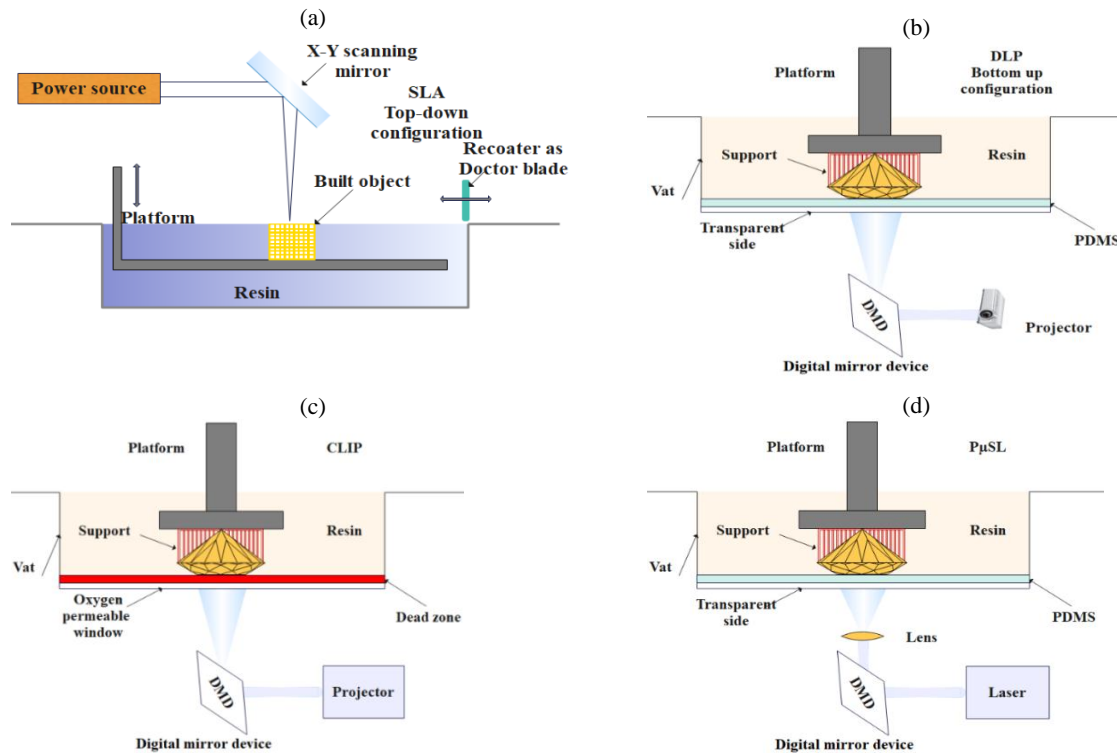 (a)
X-Y scanning
mirror
Power source
SLA
Top-down
configuration
Recoater as
Doctor blade
Built object
Platform
Resin
(b)
Platform
DLP
Bottom up
configuration
Support
Resin
Vat
Transparent
side
PDMS
DMD
Projector
Digital mirror device
(c)
Platform
CLIP
Support
Resin
Vat
Oxygen
permeable
window
Dead zone
DMD
Projector
Digital mirror device
(d)
Platform
PμSL
Support
Resin
Vat
Transparent
side
PDMS
Lens
DMD
Laser
Digital mirror device